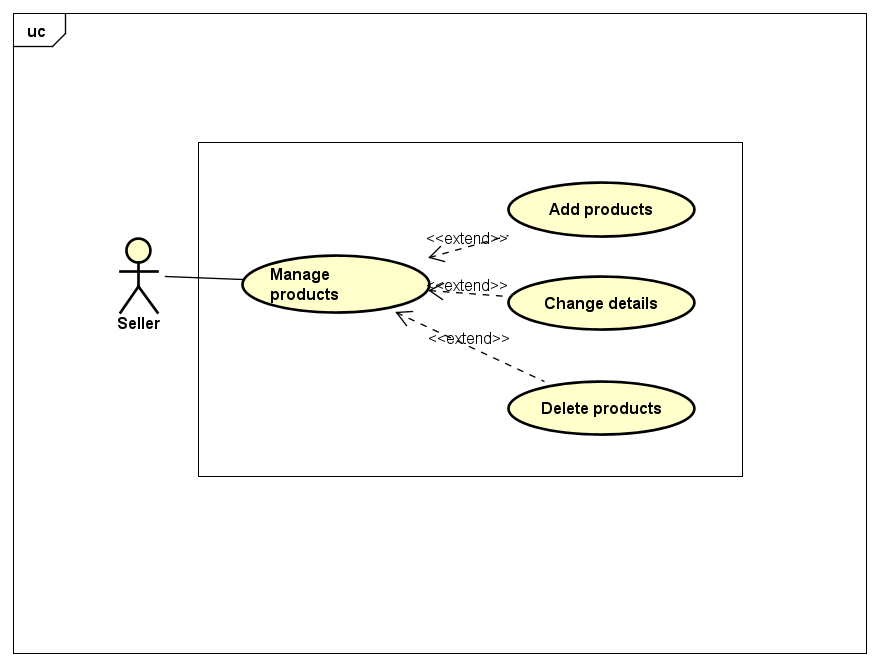 uc
Add products
<<extend>>
Manage
products
<<extend>>
Change details
Seller
<<extend>>
Delete products